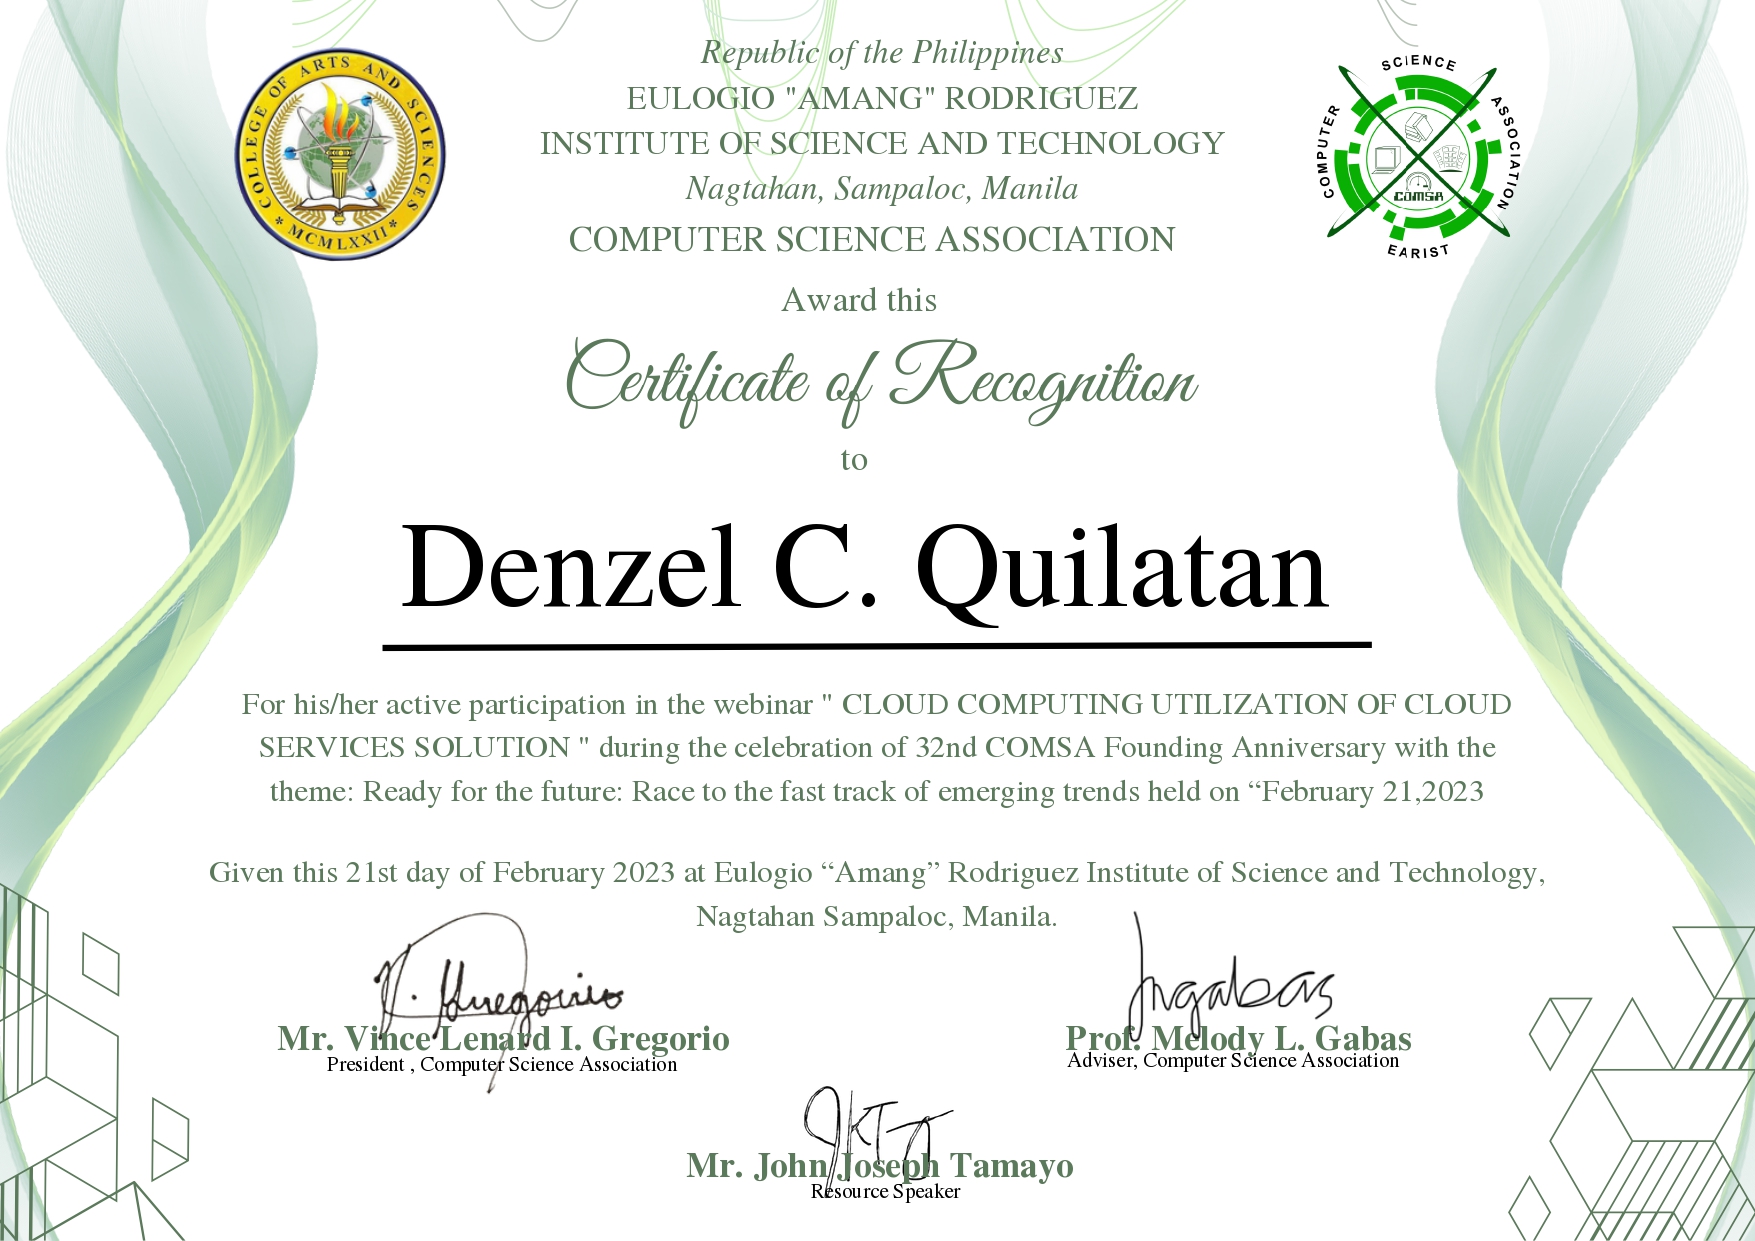 Republic of the Philippines
EULOGIO "AMANG" RODRIGUEZ
INSTITUTE OF SCIENCE AND TECHNOLOGY
Nagtahan, Sampaloc, Manila
COMPUTER SCIENCE ASSOCIATION
COLLEGE OF ARTS AND SCIENCES
* MCMLXXII *
COMPUTER SCIENCE ASSOCIATION
COMSA
EARIST
Award this
Certificate of Recognition
to
Denzel C. Quilatan
For his/her active participation in the webinar " CLOUD COMPUTING UTILIZATION OF CLOUD
SERVICES SOLUTION " during the celebration of 32nd COMSA Founding Anniversary with the
theme: Ready for the future: Race to the fast track of emerging trends held on “February 21,2023
Given this 21st day of February 2023 at Eulogio “Amang” Rodriguez Institute of Science and Technology,
Nagtahan Sampaloc, Manila.
Mr. Vince Lenard I. Gregorio
President , Computer Science Association
Prof. Melody L. Gabas
Adviser, Computer Science Association
Mr. John Joseph Tamayo
Resource Speaker